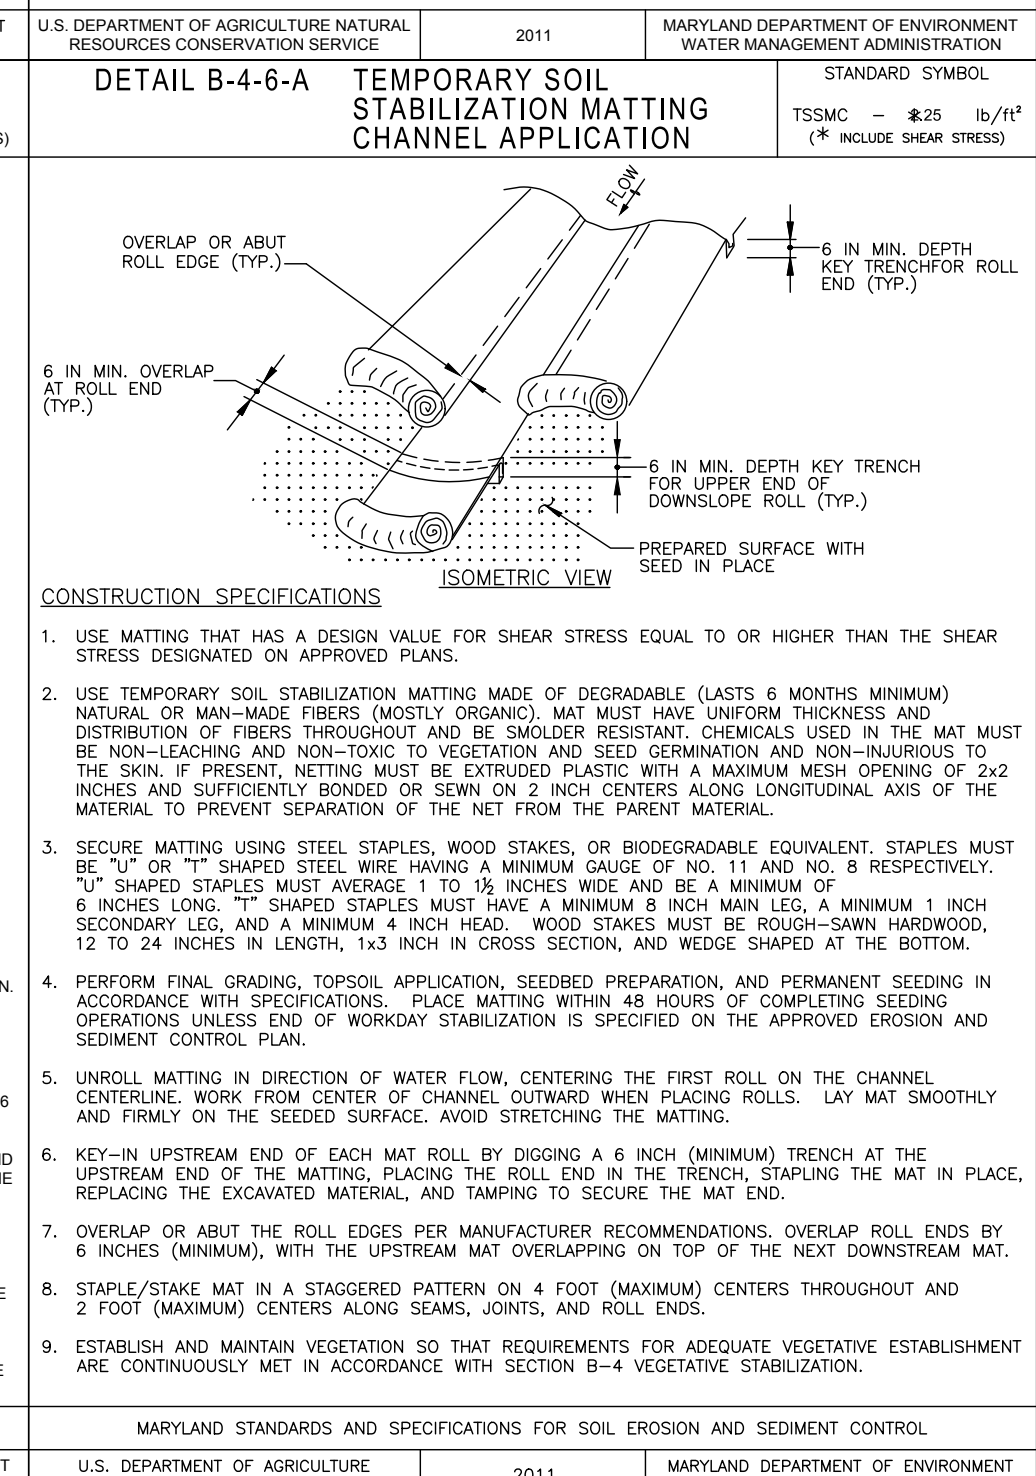 T
U.S. DEPARTMENT OF AGRICULTURE NATURAL
RESOURCES CONSERVATION SERVICE
2011
MARYLAND DEPARTMENT OF ENVIRONMENT
WATER MANAGEMENT ADMINISTRATION
S)
DETAIL B-4-6-A TEMPORARY SOIL
STABILIZATION MATTING
CHANNEL APPLICATION
STANDARD SYMBOL
TSSMC – *.25 lb/ft²
(* INCLUDE SHEAR STRESS)
FLOW
OVERLAP OR ABUT
ROLL EDGE (TYP.)
6 IN MIN. DEPTH
KEY TRENCHFOR ROLL
END (TYP.)
6 IN MIN. OVERLAP
AT ROLL END
(TYP.)
6 IN MIN. DEPTH KEY TRENCH
FOR UPPER END OF
DOWNSLOPE ROLL (TYP.)
PREPARED SURFACE WITH
SEED IN PLACE
ISOMETRIC VIEW
CONSTRUCTION SPECIFICATIONS
1. USE MATTING THAT HAS A DESIGN VALUE FOR SHEAR STRESS EQUAL TO OR HIGHER THAN THE SHEAR
STRESS DESIGNATED ON APPROVED PLANS.
2. USE TEMPORARY SOIL STABILIZATION MATTING MADE OF DEGRADABLE (LASTS 6 MONTHS MINIMUM)
NATURAL OR MAN–MADE FIBERS (MOSTLY ORGANIC). MAT MUST HAVE UNIFORM THICKNESS AND
DISTRIBUTION OF FIBERS THROUGHOUT AND BE SMOLDER RESISTANT. CHEMICALS USED IN THE MAT MUST
BE NON–LEACHING AND NON–TOXIC TO VEGETATION AND SEED GERMINATION AND NON–INJURIOUS TO
THE SKIN. IF PRESENT, NETTING MUST BE EXTRUDED PLASTIC WITH A MAXIMUM MESH OPENING OF 2x2
INCHES AND SUFFICIENTLY BONDED OR SEWN ON 2 INCH CENTERS ALONG LONGITUDINAL AXIS OF THE
MATERIAL TO PREVENT SEPARATION OF THE NET FROM THE PARENT MATERIAL.
3. SECURE MATTING USING STEEL STAPLES, WOOD STAKES, OR BIODEGRADABLE EQUIVALENT. STAPLES MUST
BE "U" OR "T" SHAPED STEEL WIRE HAVING A MINIMUM GAUGE OF NO. 11 AND NO. 8 RESPECTIVELY.
"U" SHAPED STAPLES MUST AVERAGE 1 TO 1½ INCHES WIDE AND BE A MINIMUM OF
6 INCHES LONG. "T" SHAPED STAPLES MUST HAVE A MINIMUM 8 INCH MAIN LEG, A MINIMUM 1 INCH
SECONDARY LEG, AND A MINIMUM 4 INCH HEAD. WOOD STAKES MUST BE ROUGH–SAWN HARDWOOD,
12 TO 24 INCHES IN LENGTH, 1x3 INCH IN CROSS SECTION, AND WEDGE SHAPED AT THE BOTTOM.
N.
4. PERFORM FINAL GRADING, TOPSOIL APPLICATION, SEEDBED PREPARATION, AND PERMANENT SEEDING IN
ACCORDANCE WITH SPECIFICATIONS. PLACE MATTING WITHIN 48 HOURS OF COMPLETING SEEDING
OPERATIONS UNLESS END OF WORKDAY STABILIZATION IS SPECIFIED ON THE APPROVED EROSION AND
SEDIMENT CONTROL PLAN.
5. UNROLL MATTING IN DIRECTION OF WATER FLOW, CENTERING THE FIRST ROLL ON THE CHANNEL
6
CENTERLINE. WORK FROM CENTER OF CHANNEL OUTWARD WHEN PLACING ROLLS. LAY MAT SMOOTHLY
AND FIRMLY ON THE SEEDED SURFACE. AVOID STRETCHING THE MATTING.
6. KEY–IN UPSTREAM END OF EACH MAT ROLL BY DIGGING A 6 INCH (MINIMUM) TRENCH AT THE
UPSTREAM END OF THE MATTING, PLACING THE ROLL END IN THE TRENCH, STAPLING THE MAT IN PLACE,
REPLACING THE EXCAVATED MATERIAL, AND TAMPING TO SECURE THE MAT END.
7. OVERLAP OR ABUT THE ROLL EDGES PER MANUFACTURER RECOMMENDATIONS. OVERLAP ROLL ENDS BY
6 INCHES (MINIMUM), WITH THE UPSTREAM MAT OVERLAPPING ON TOP OF THE NEXT DOWNSTREAM MAT.
E
8. STAPLE/STAKE MAT IN A STAGGERED PATTERN ON 4 FOOT (MAXIMUM) CENTERS THROUGHOUT AND
2 FOOT (MAXIMUM) CENTERS ALONG SEAMS, JOINTS, AND ROLL ENDS.
9. ESTABLISH AND MAINTAIN VEGETATION SO THAT REQUIREMENTS FOR ADEQUATE VEGETATIVE ESTABLISHMENT
ARE CONTINUOUSLY MET IN ACCORDANCE WITH SECTION B–4 VEGETATIVE STABILIZATION.
MARYLAND STANDARDS AND SPECIFICATIONS FOR SOIL EROSION AND SEDIMENT CONTROL
T
U.S. DEPARTMENT OF AGRICULTURE
2011
MARYLAND DEPARTMENT OF ENVIRONMENT